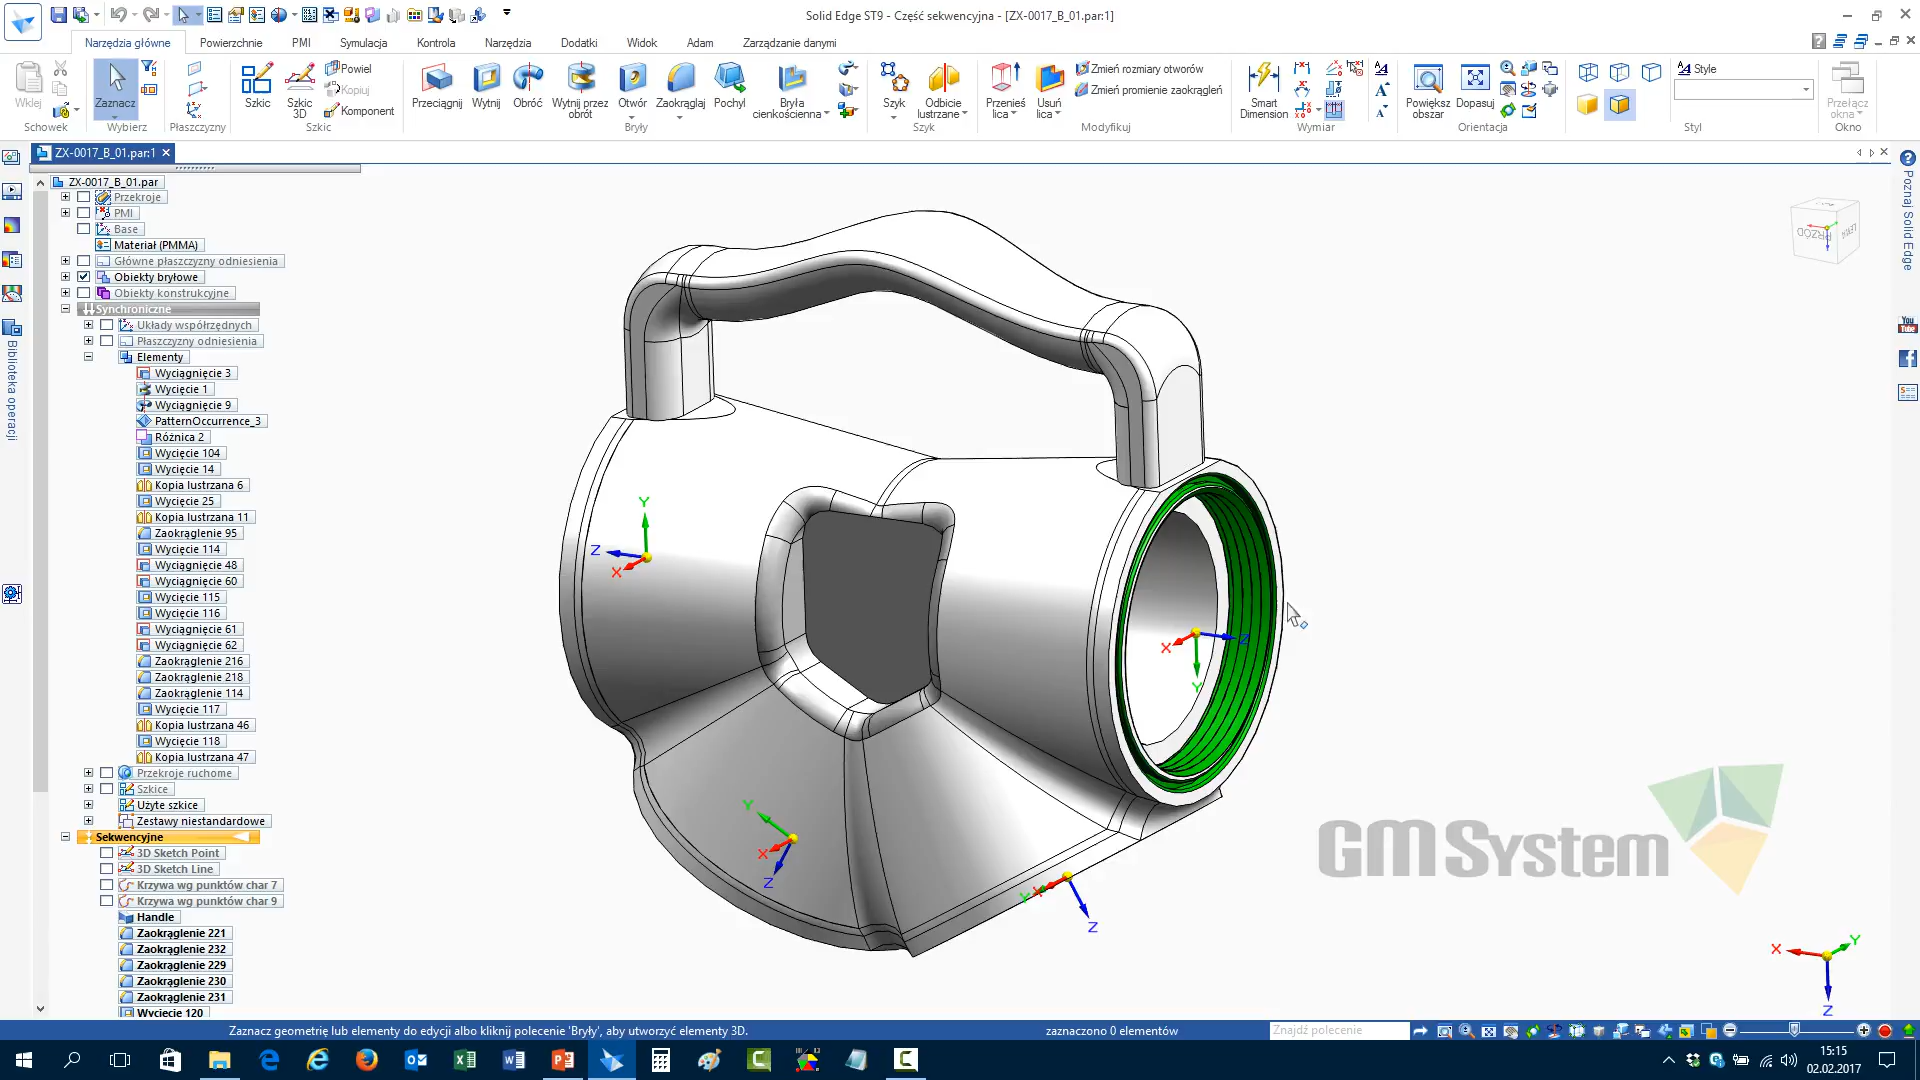 Solid Edge ST9 - Część sekwencyjna - [ZX-0017_B_01.par:1]
Narzędzia główne
Powierzchnie
PMI
Symulacja
Kontrola
Narzędzia
Dodatki
Widok
Adam
Zarządzanie danymi
Wklej
Schowek
Zaznacz
Wybierz
Płaszczyzny
Szkic
Szkic 3D
Powiel
Kopiuj
Komponent
Szkic
Przeciągnij
Wytnij
Obróć
Wytnij przez obrót
Otwór
Zaokrąglaj
Pochyl
Bryła cienkościenna
Bryły
Szyk
Odbicie lustrzane
Szyk
Przenieś lica
Usuń lica
Zmień rozmiary otworów
Zmień promienie zaokrągleń
Modyfikuj
Smart Dimension
Wymiar
Powiększ obszar
Dopasuj
Orientacja
Style
Styl
Przełącz okna
Okno
ZX-0017_B_01.par:1
ZX-0017_B_01.par
Przekroje
PMI
Base
Materiał (PMMA)
Główne płaszczyzny odniesienia
Obiekty bryłowe
Obiekty konstrukcyjne
Synchroniczne
Układy współrzędnych
Płaszczyzny odniesienia
Elementy
Wyciągnięcie 3
Wycięcie 1
Wyciągnięcie 9
PatternOccurrence_3
Różnica 2
Wycięcie 104
Wycięcie 14
Kopia lustrzana 6
Wycięcie 25
Kopia lustrzana 11
Zaokrąglenie 95
Wycięcie 114
Wyciągnięcie 48
Wyciągnięcie 60
Wycięcie 115
Wycięcie 116
Wyciągnięcie 61
Wyciągnięcie 62
Zaokrąglenie 216
Zaokrąglenie 218
Zaokrąglenie 114
Wycięcie 117
Kopia lustrzana 46
Wycięcie 118
Kopia lustrzana 47
Przekroje ruchome
Szkice
Użyte szkice
Zestawy niestandardowe
Sekwencyjne
3D Sketch Point
3D Sketch Line
Krzywa wg punktów char 7
Krzywa wg punktów char 9
Handle
Zaokrąglenie 221
Zaokrąglenie 232
Zaokrąglenie 229
Zaokrąglenie 230
Zaokrąglenie 231
Wycięcie 120
Biblioteka operacji
Poznaj Solid Edge
You Tube
PRZÓD
Y
Z
X
X
Z
Y
Y
X
Z
Y
X
Z
GM System
X
Y
Z
Zaznacz geometrię lub elementy do edycji albo kliknij polecenie 'Bryły', aby utworzyć elementy 3D.
zaznaczono 0 elementów
Znajdź polecenie
15:15
02.02.2017